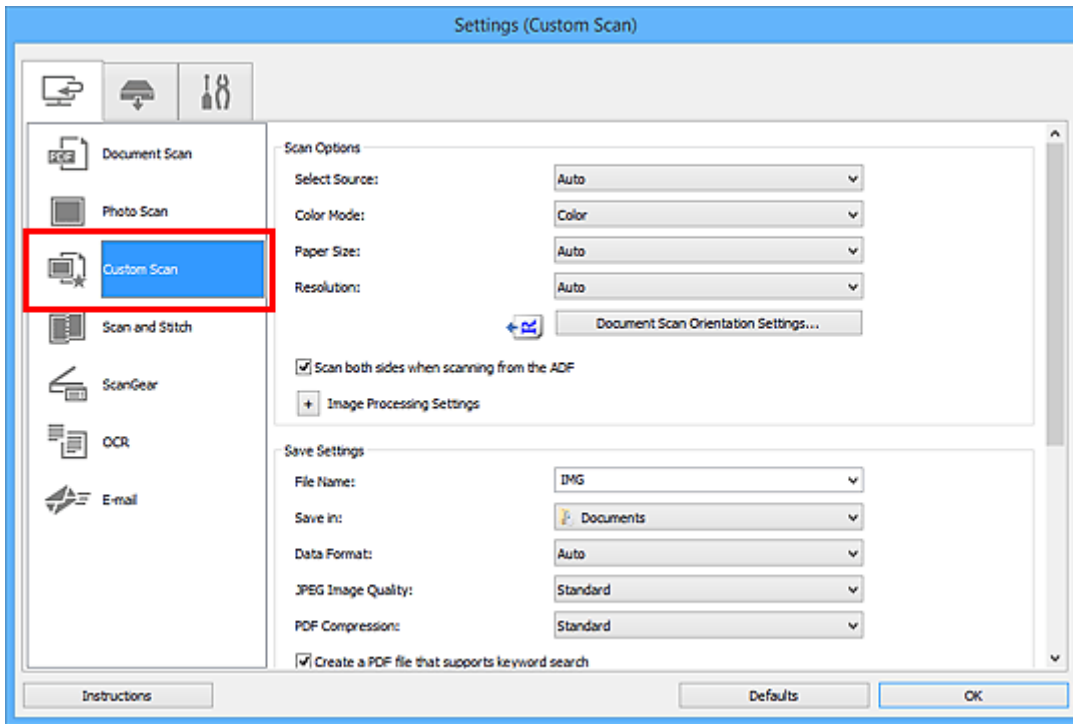 Settings (Custom Scan)
Document Scan
Photo Scan
Custom Scan
Scan and Stitch
ScanGear
OCR
E-mail
Scan Options
Select Source: Auto
Color Mode: Color
Paper Size: Auto
Resolution: Auto
Document Scan Orientation Settings...
Scan both sides when scanning from the ADF
+ Image Processing Settings
Save Settings
File Name: IMG
Save in: Documents
Data Format: Auto
JPEG Image Quality: Standard
PDF Compression: Standard
Create a PDF file that supports keyword search
Instructions Defaults OK